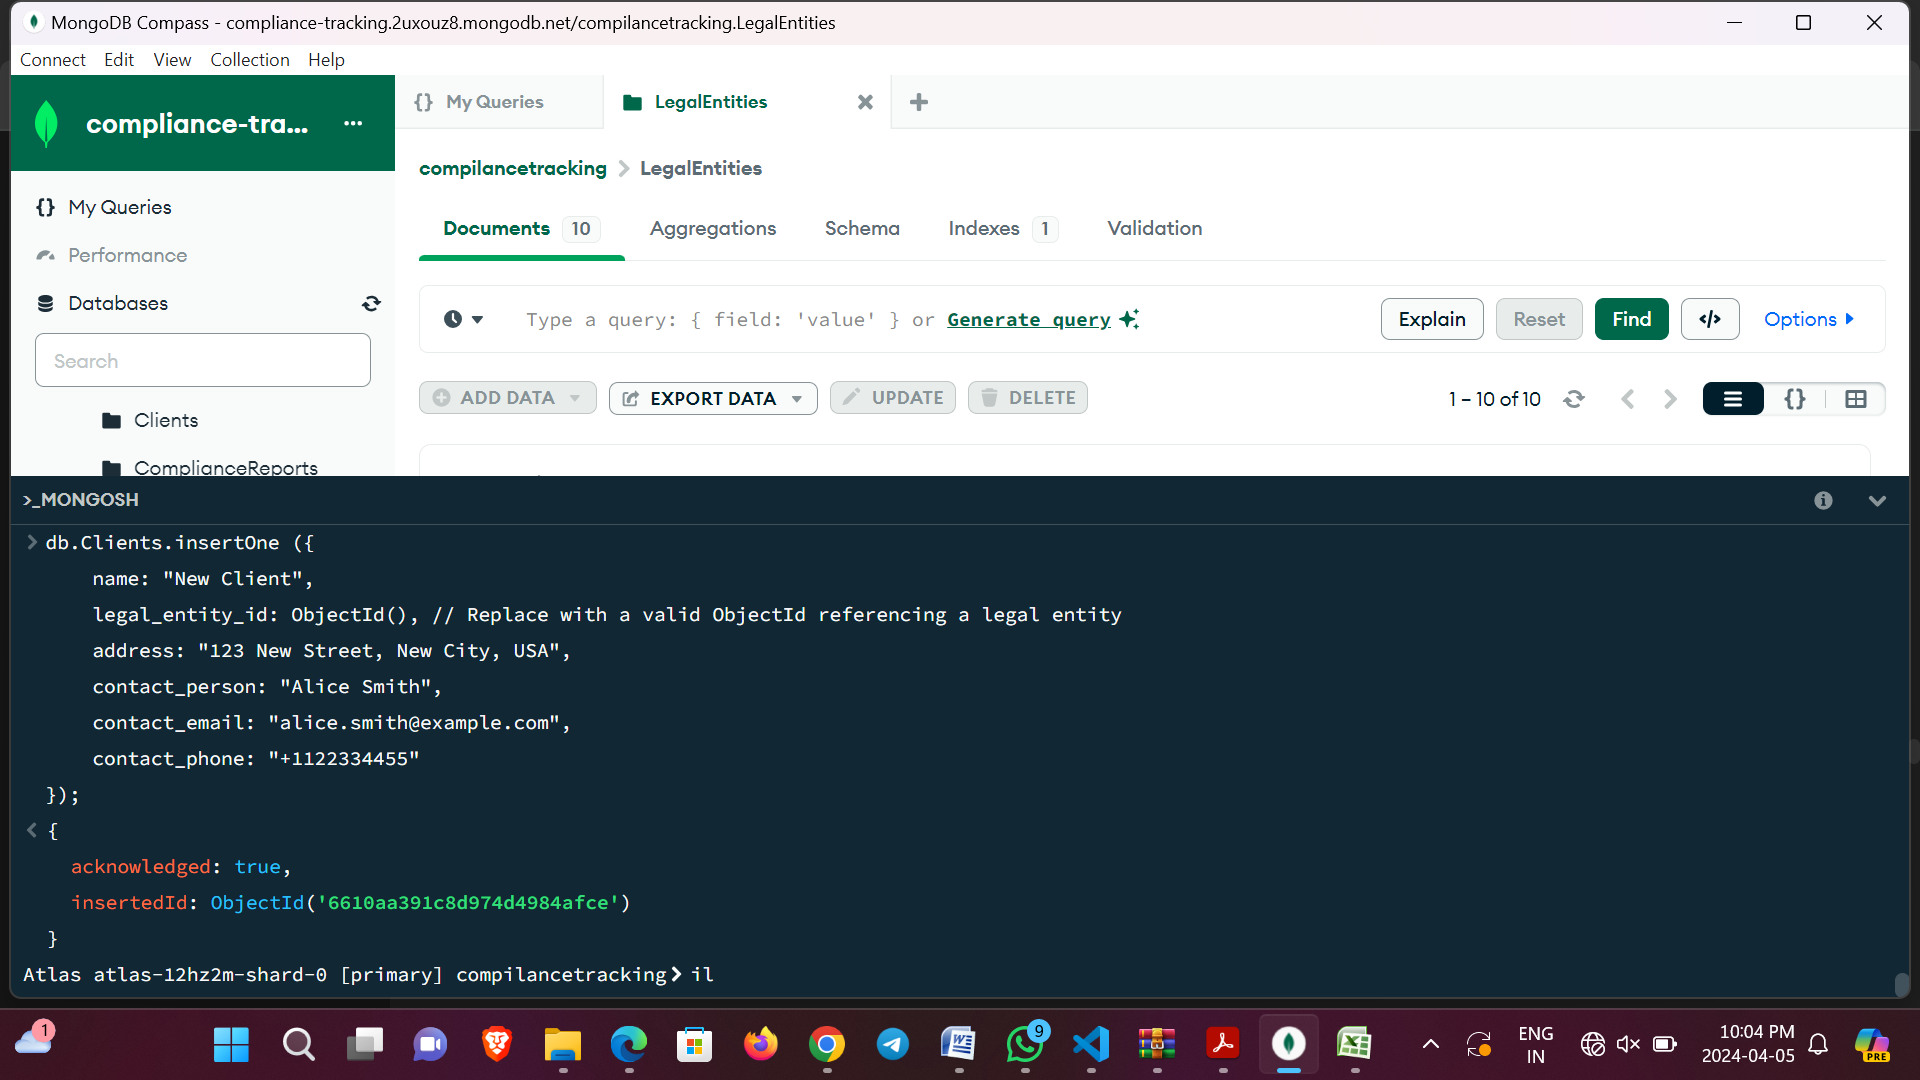 MongoDB Compass - compliance-tracking.2uxouz8.mongodb.net/compilancetracking.LegalEntities
Connect Edit View Collection Help
compliance-tra... ...
{} My Queries
LegalEntities
compilancetracking > LegalEntities
{} My Queries
Performance
Databases
Search
Clients
ComplianceReports
Documents 10 Aggregations Schema Indexes 1 Validation
Type a query: { field: 'value' } or Generate query
Explain Reset Find </> Options
ADD DATA EXPORT DATA UPDATE DELETE
1 – 10 of 10 {}
>_MONGOSH
> db.Clients.insertOne ({
name: "New Client",
legal_entity_id: ObjectId(), // Replace with a valid ObjectId referencing a legal entity
address: "123 New Street, New City, USA",
contact_person: "Alice Smith",
contact_email: "alice.smith@example.com",
contact_phone: "+1122334455"
});
< {
acknowledged: true,
insertedId: ObjectId('6610aa391c8d974d4984afce')
}
Atlas atlas-12hz2m-shard-0 [primary] compilancetracking> il
1
9
ENG
IN
10:04 PM
2024-04-05
PRE